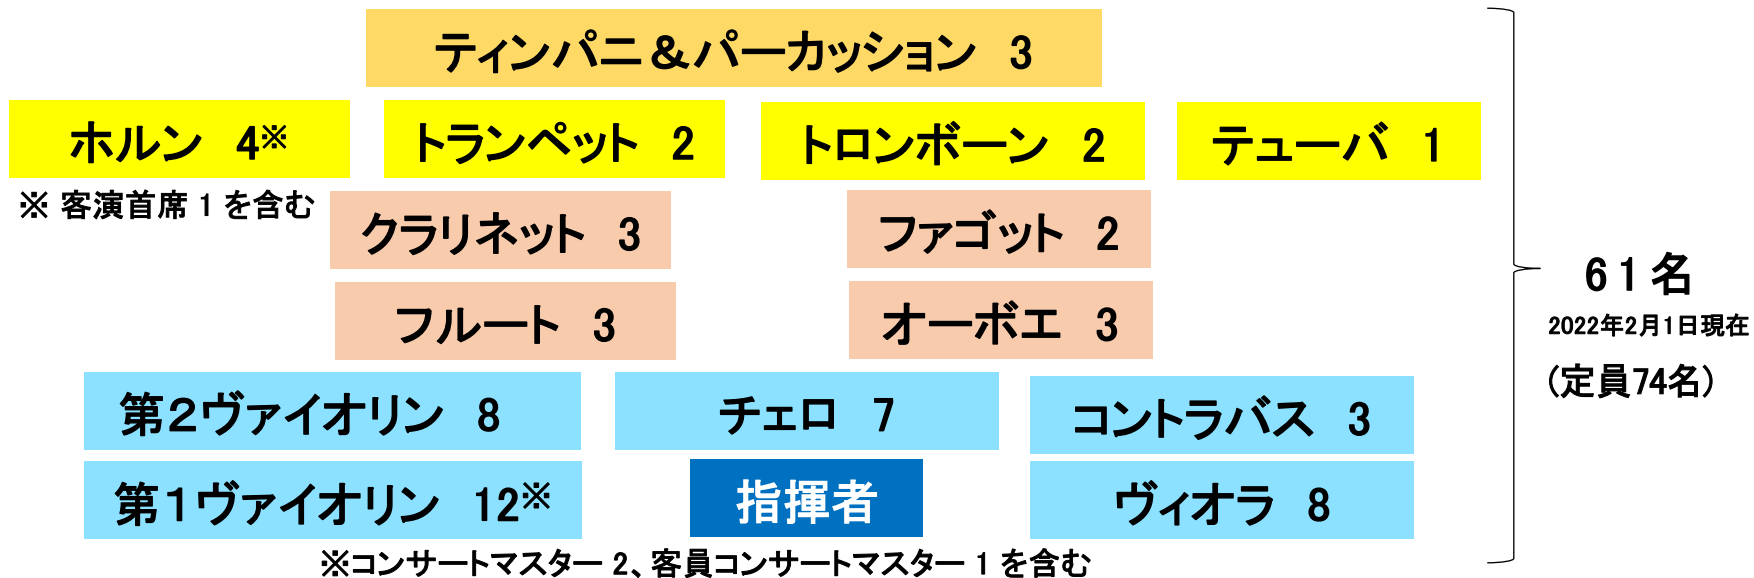 ティンパニ＆パーカッション 3
ホルン 4※ トランペット 2 トロンボーン 2 テューバ 1
※ 客演首席 1 を含む
クラリネット 3 ファゴット 2
フルート 3 オーボエ 3
第２ヴァイオリン 8 チェロ 7 コントラバス 3
第１ヴァイオリン 12※ 指揮者 ヴィオラ 8
※コンサートマスター 2、客員コンサートマスター 1 を含む
６１名
2022年2月1日現在
(定員74名)